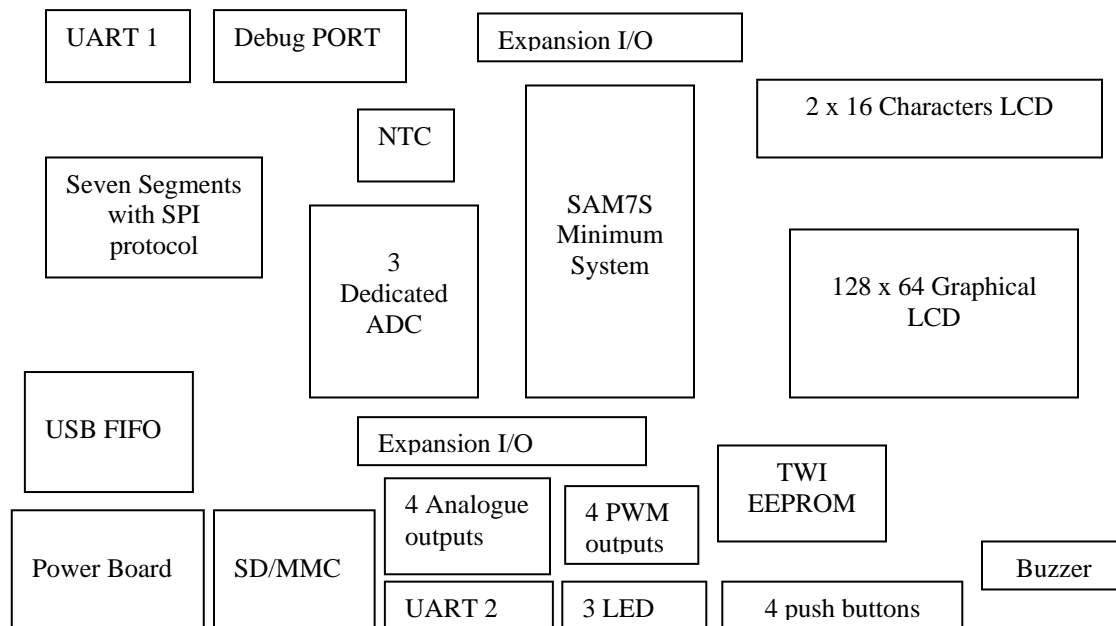 UART 1
Debug PORT
Expansion I/O
2 x 16 Characters LCD
NTC
Seven Segments
with SPI
protocol
SAM7S
Minimum
System
3
Dedicated
ADC
128 x 64 Graphical
LCD
USB FIFO
Expansion I/O
TWI
EEPROM
4 Analogue
outputs
4 PWM
outputs
Power Board
SD/MMC
Buzzer
UART 2
3 LED
4 push buttons